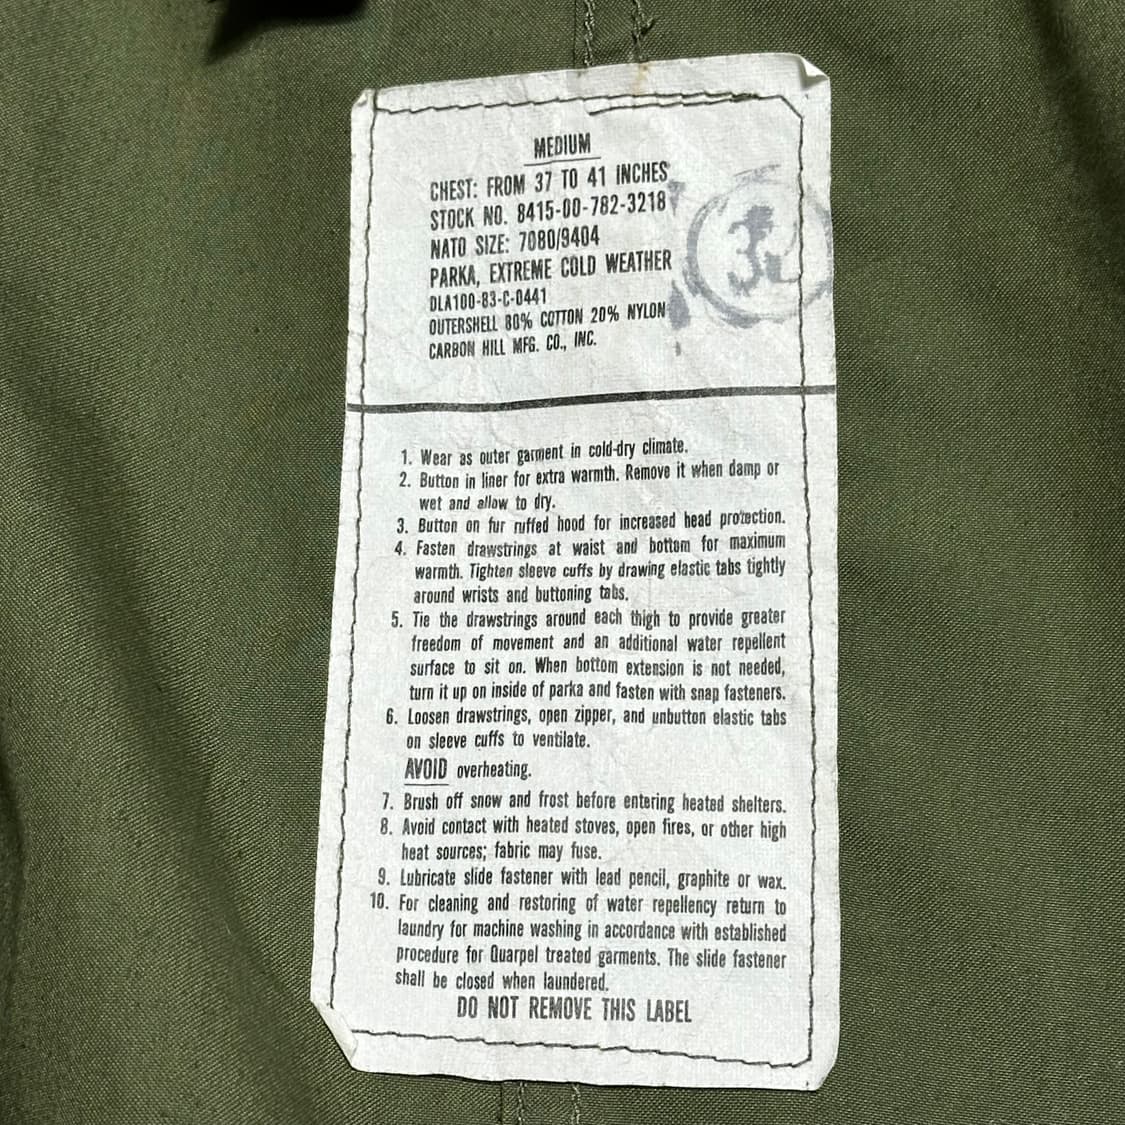 MEDIUM
CHEST: FROM 37 TO 41 INCHES
STOCK NO. 8415-00-782-3218
NATO SIZE: 7080/9404
PARKA, EXTREME COLD WEATHER
DLA100-83-C-0441
OUTERSHELL 80% COTTON 20% NYLON
CARBON HILL MFG. CO., INC.
1. Wear as outer garment in cold-dry climate.
2. Button in liner for extra warmth. Remove it when damp or
wet and allow to dry.
3. Button on fur ruffed hood for increased head protection.
4. Fasten drawstrings at waist and bottom for maximum
warmth. Tighten sleeve cuffs by drawing elastic tabs tightly
around wrists and buttoning tabs.
5. Tie the drawstrings around each thigh to provide greater
freedom of movement and an additional water repellent
surface to sit on. When bottom extension is not needed,
turn it up on inside of parka and fasten with snap fasteners.
6. Loosen drawstrings, open zipper, and unbutton elastic tabs
on sleeve cuffs to ventilate.
AVOID overheating.
7. Brush off snow and frost before entering heated shelters.
8. Avoid contact with heated stoves, open fires, or other high
heat sources; fabric may fuse.
9. Lubricate slide fastener with lead pencil, graphite or wax.
10. For cleaning and restoring of water repellency return to
laundry for machine washing in accordance with established
procedure for Quarpel treated garments. The slide fastener
shall be closed when laundered.
DO NOT REMOVE THIS LABEL